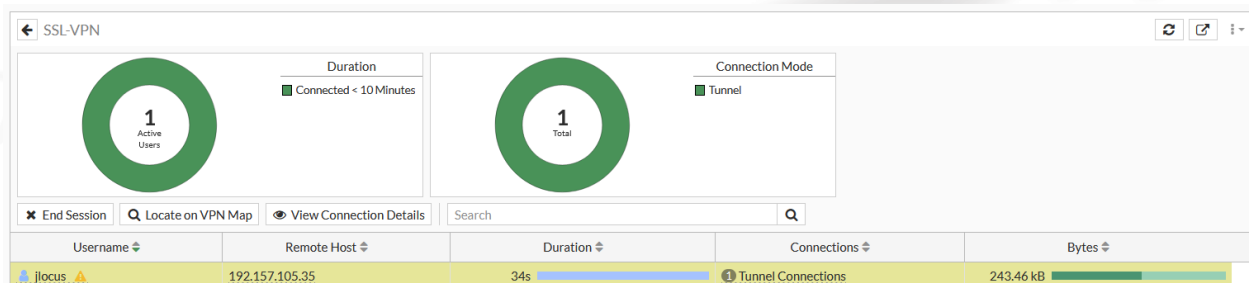 SSL-VPN
Duration
Connected < 10 Minutes
1
Active
Users
Connection Mode
Tunnel
1
Total
End Session Locate on VPN Map View Connection Details Search
Username Remote Host Duration Connections Bytes
jlocus 192.157.105.35 34s 1 Tunnel Connections 243.46 kB